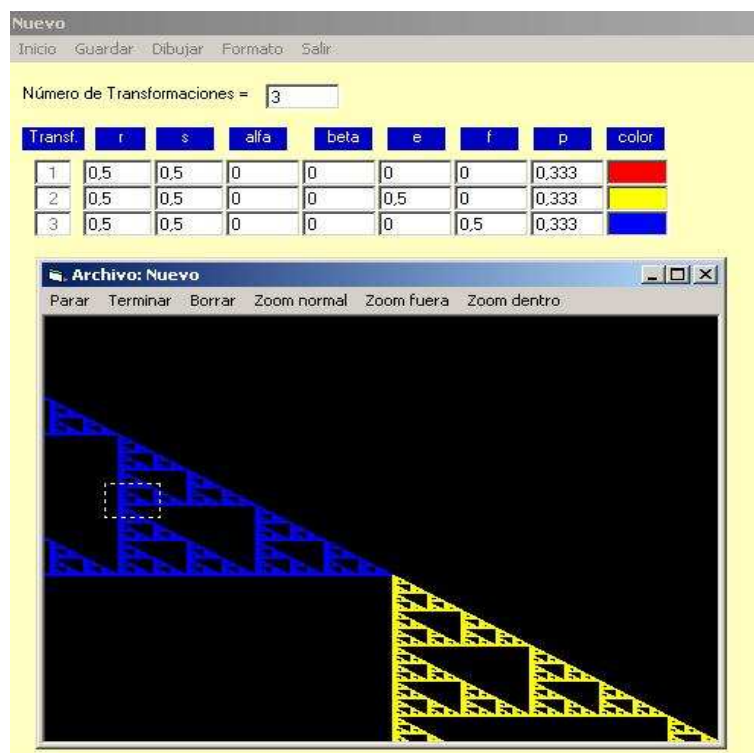 Nuevo
Inicio Guardar Dibujar Formato Salir
Número de Transformaciones = 3
Transf. r s alfa beta e f p color
1 0,5 0,5 0 0 0 0 0,333
2 0,5 0,5 0 0 0,5 0 0,333
3 0,5 0,5 0 0 0 0,5 0,333
Archivo: Nuevo
Parar Terminar Borrar Zoom normal Zoom fuera Zoom dentro